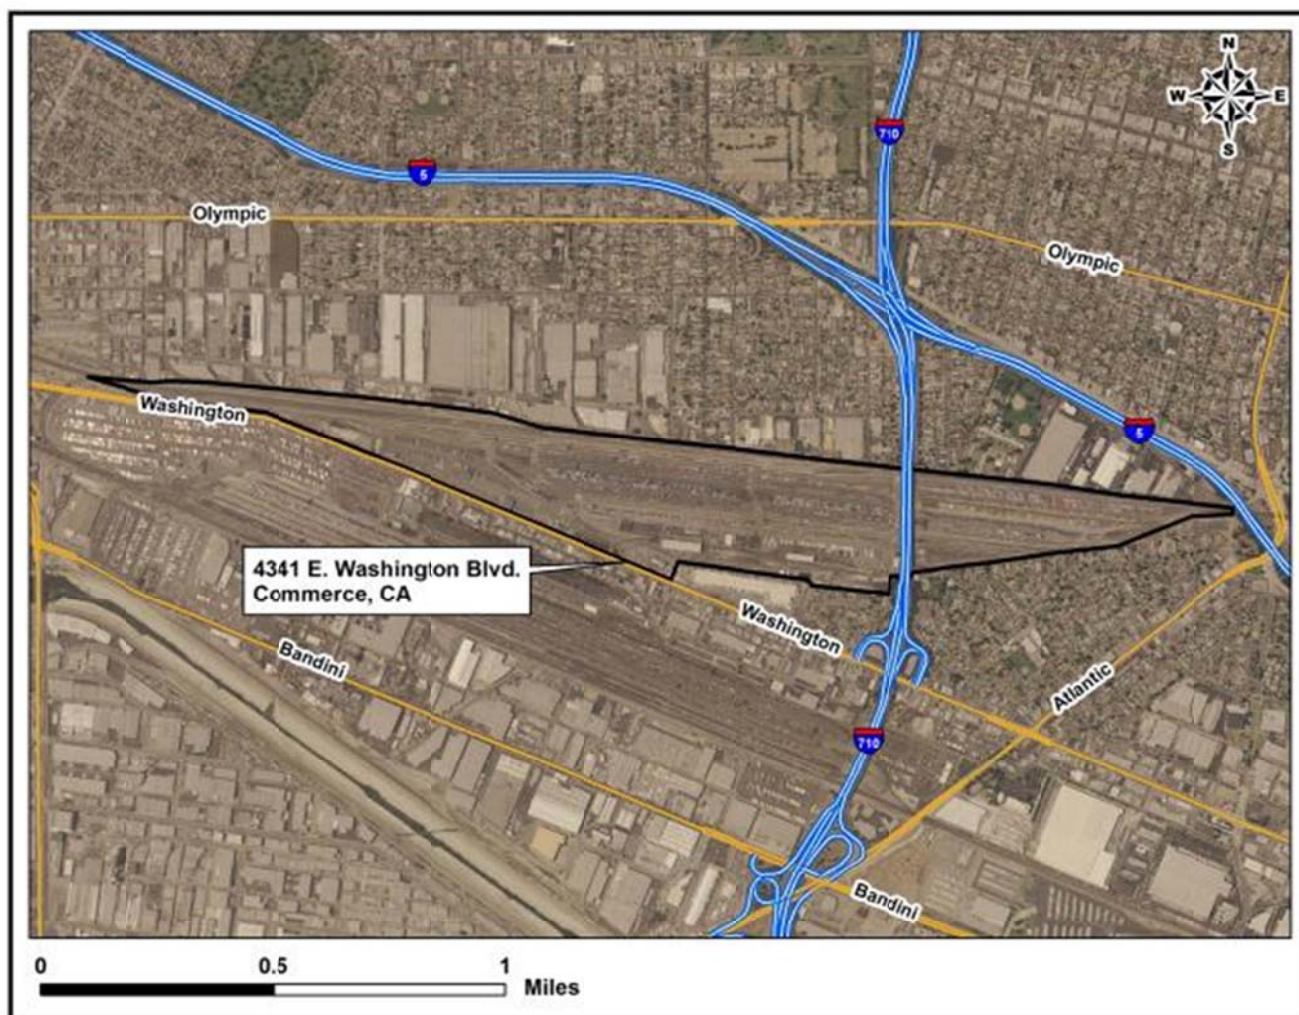 N
W E
S
710
5
Olympic
Olympic
Washington
5
4341 E. Washington Blvd.
Commerce, CA
Washington
Bandini
Atlantic
710
Bandini
0 0.5 1
Miles